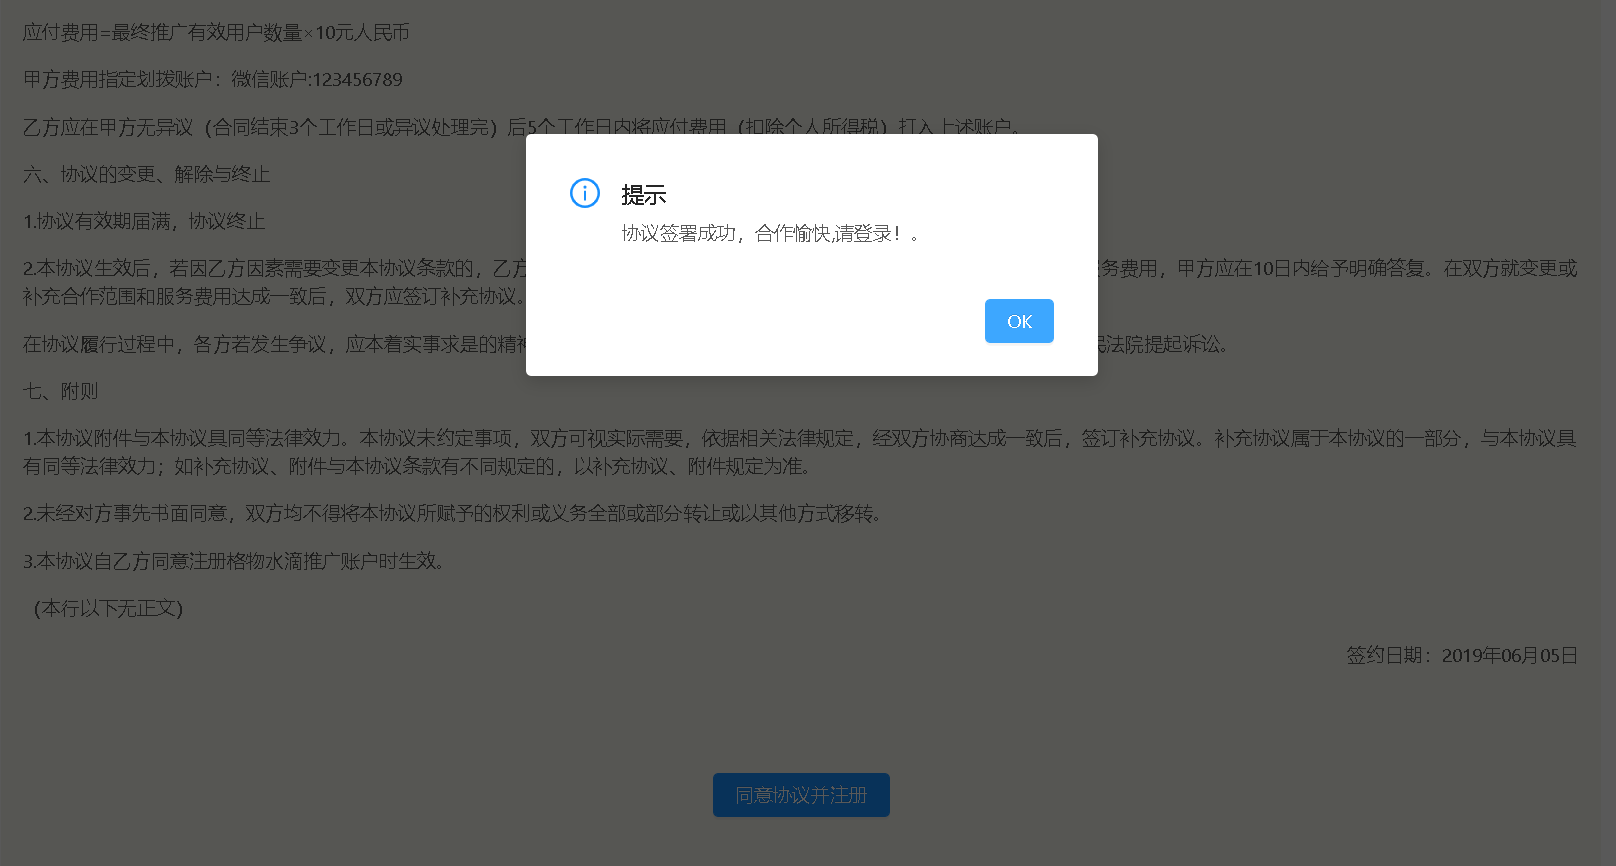 应付费用=最终推广有效用户数量×10元人民币
甲方费用指定划拨账户：微信账户:123456789
乙方应在甲方无异议（合同结束3个工作日或异议处理完）后5个工作日内将应付费用（扣除个人所得税）打入上述账户。
六、协议的变更、解除与终止
1.协议有效期届满，协议终止
2.本协议生效后，若因乙方因素需要变更本协议条款的，乙方 务费用，甲方应在10日内给予明确答复。在双方就变更或
补充合作范围和服务费用达成一致后，双方应签订补充协议。
在协议履行过程中，各方若发生争议，应本着实事求是的精神 民法院提起诉讼。
七、附则
1.本协议附件与本协议具同等法律效力。本协议未约定事项，双方可视实际需要，依据相关法律规定，经双方协商达成一致后，签订补充协议。补充协议属于本协议的一部分，与本协议具
有同等法律效力；如补充协议、附件与本协议条款有不同规定的，以补充协议、附件规定为准。
2.未经对方事先书面同意，双方均不得将本协议所赋予的权利或义务全部或部分转让或以其他方式移转。
3.本协议自乙方同意注册格物水滴推广账户时生效。
（本行以下无正文）
签约日期：2019年06月05日
提示
协议签署成功，合作愉快,请登录！。
OK
同意协议并注册